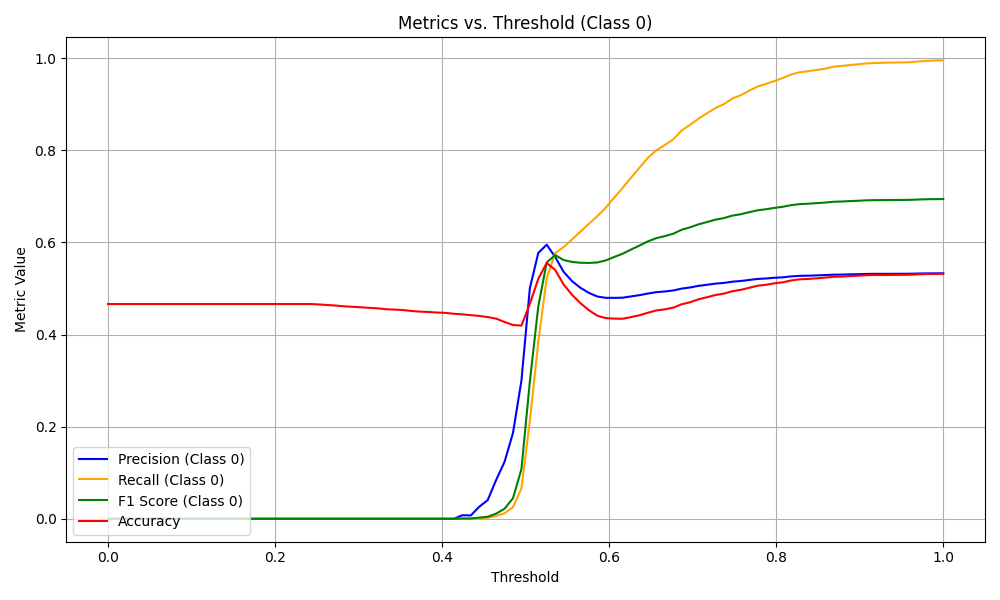 Metrics vs. Threshold (Class 0)
Metric Value
1.0
0.8
0.6
0.4
0.2
0.0
Precision (Class 0)
Recall (Class 0)
F1 Score (Class 0)
Accuracy
0.0 0.2 0.4 0.6 0.8 1.0
Threshold